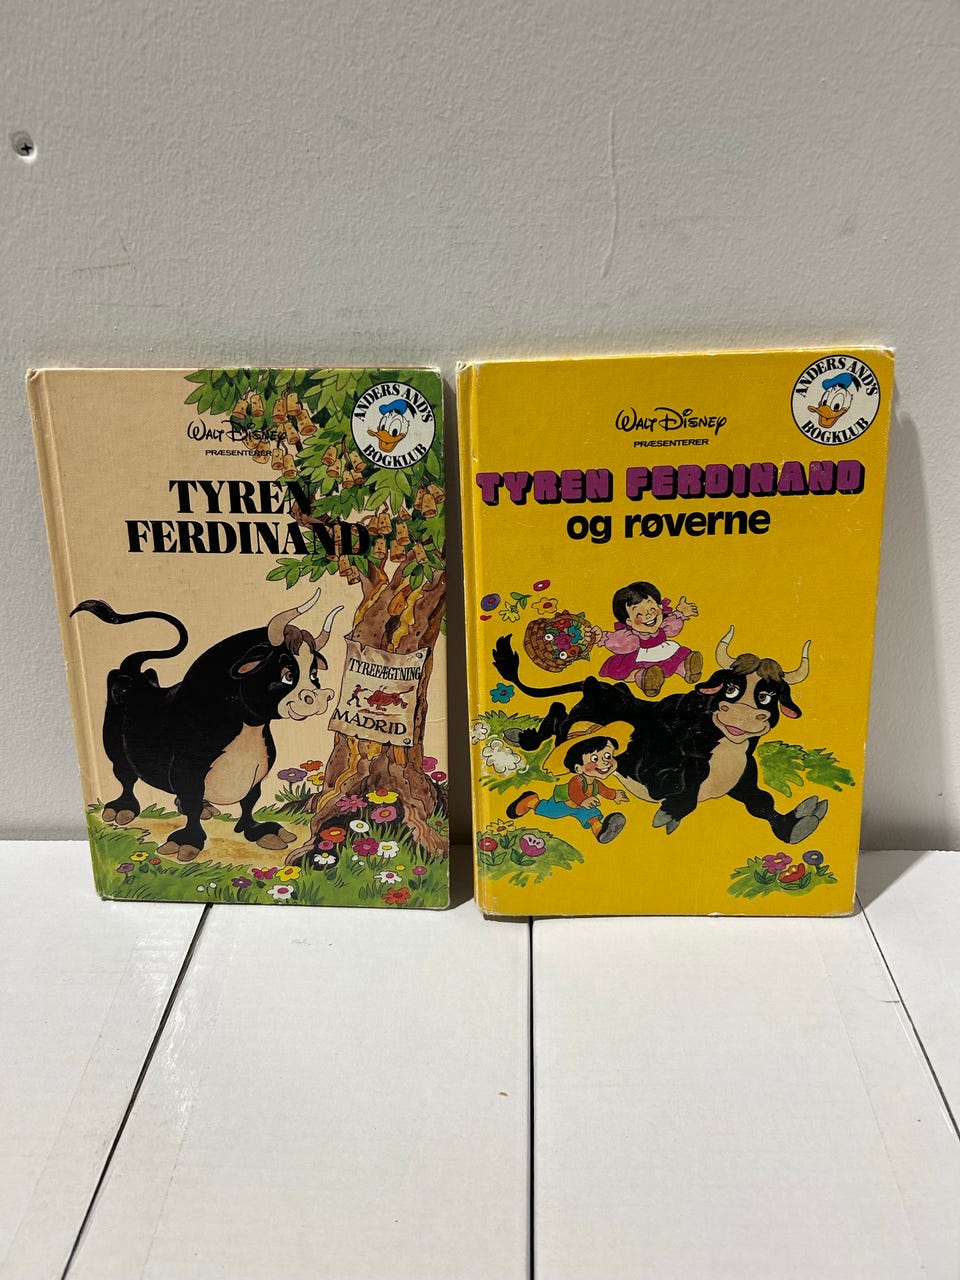 WALT DISNEY
PRÆSENTERER
TYREN
FERDINAND
ANDERS AND'S
BOGKLUB
TYREFÆGTNING
MADRID
WALT DISNEY
PRÆSENTERER
TYREN FERDINAND
og røverne
ANDERS AND'S
BOGKLUB